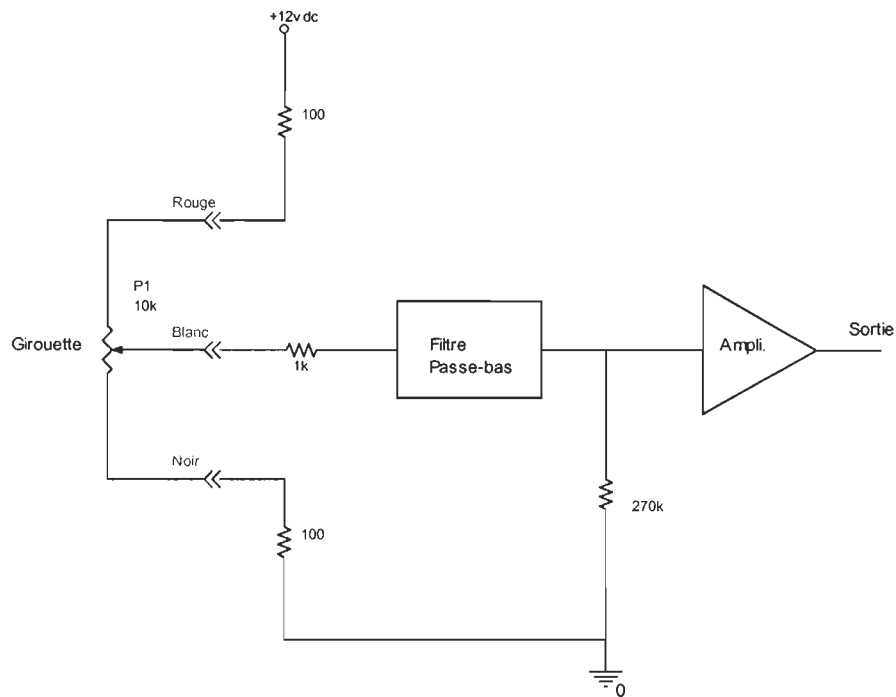 +12vdc
100
Rouge
P1
10k
Blanc
Girouette
1k
Filtre
Passe-bas
Ampli.
Sortie
Noir
100
270k
0